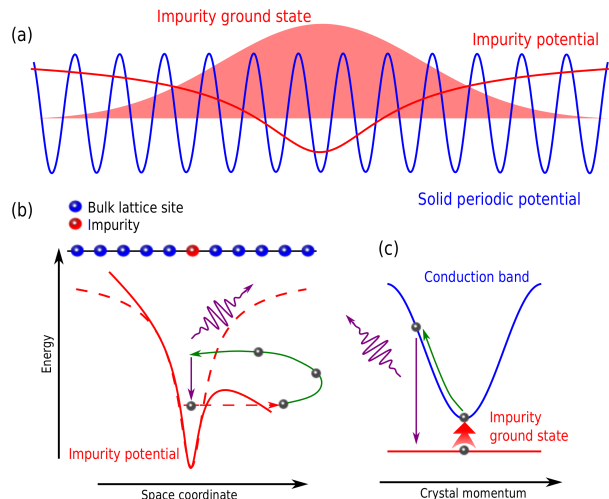 Impurity ground state
(a)
Impurity potential
Solid periodic potential
(b)
Bulk lattice site
Impurity
(c)
Conduction band
Energy
Impurity
ground state
Impurity potential
Space coordinate
Crystal momentum